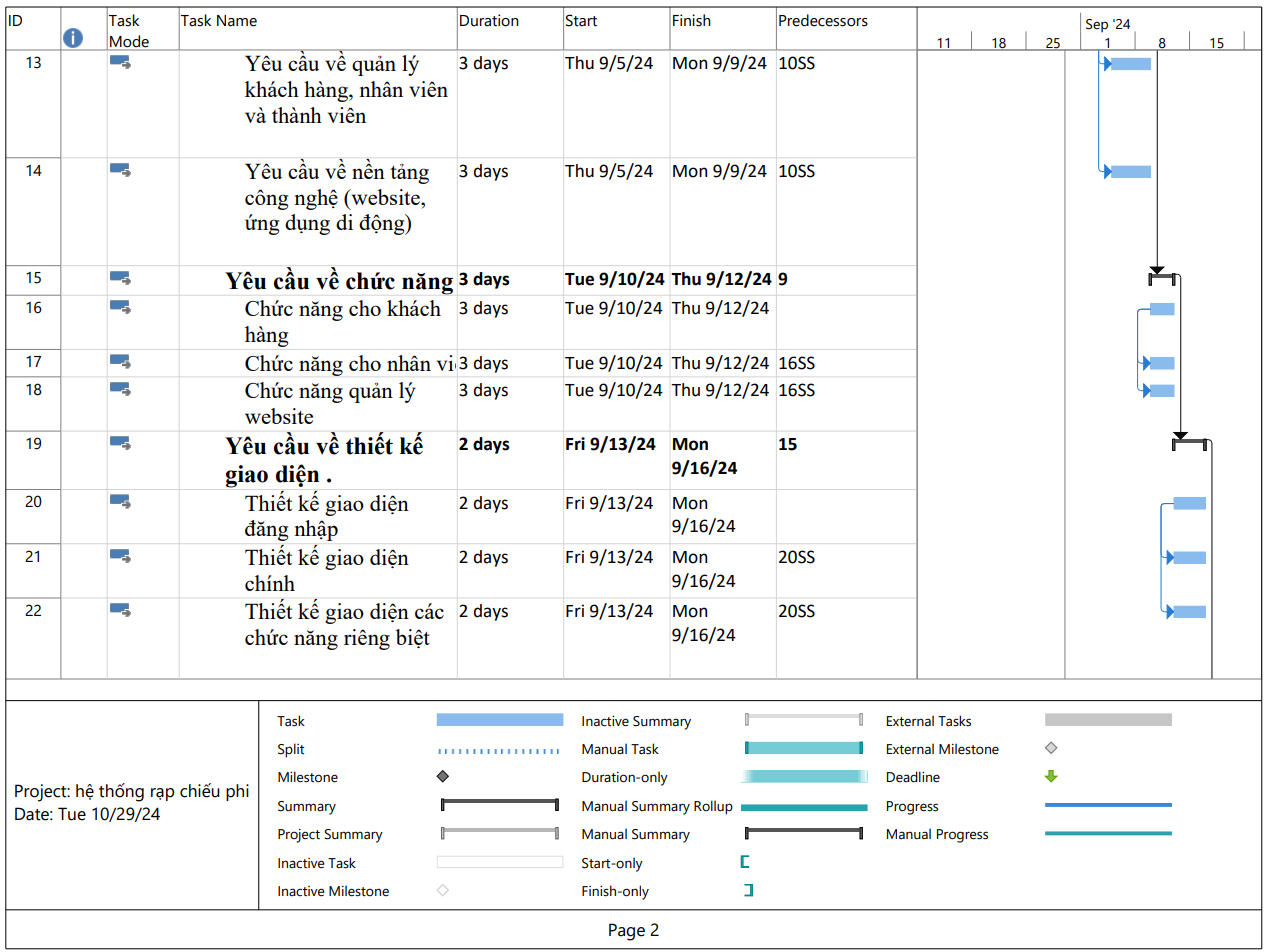 ID Task Mode Task Name Duration Start Finish Predecessors
Sep '24
11 18 25 1 8 15
13 Yêu cầu về quản lý 3 days Thu 9/5/24 Mon 9/9/24 10SS
khách hàng, nhân viên
và thành viên
14 Yêu cầu về nền tảng 3 days Thu 9/5/24 Mon 9/9/24 10SS
công nghệ (website,
ứng dụng di động)
15 Yêu cầu về chức năng 3 days Tue 9/10/24 Thu 9/12/24 9
16 Chức năng cho khách 3 days Tue 9/10/24 Thu 9/12/24
hàng
17 Chức năng cho nhân vi 3 days Tue 9/10/24 Thu 9/12/24 16SS
18 Chức năng quản lý 3 days Tue 9/10/24 Thu 9/12/24 16SS
website
19 Yêu cầu về thiết kế 2 days Fri 9/13/24 Mon 15
giao diện . 9/16/24
20 Thiết kế giao diện 2 days Fri 9/13/24 Mon
đăng nhập 9/16/24
21 Thiết kế giao diện 2 days Fri 9/13/24 Mon 20SS
chính 9/16/24
22 Thiết kế giao diện các 2 days Fri 9/13/24 Mon 20SS
chức năng riêng biệt 9/16/24
Project: hệ thống rạp chiếu phi
Date: Tue 10/29/24
Task
Split
Milestone
Summary
Project Summary
Inactive Task
Inactive Milestone
Inactive Summary
Manual Task
Duration-only
Manual Summary Rollup
Manual Summary
Start-only
Finish-only
External Tasks
External Milestone
Deadline
Progress
Manual Progress
Page 2